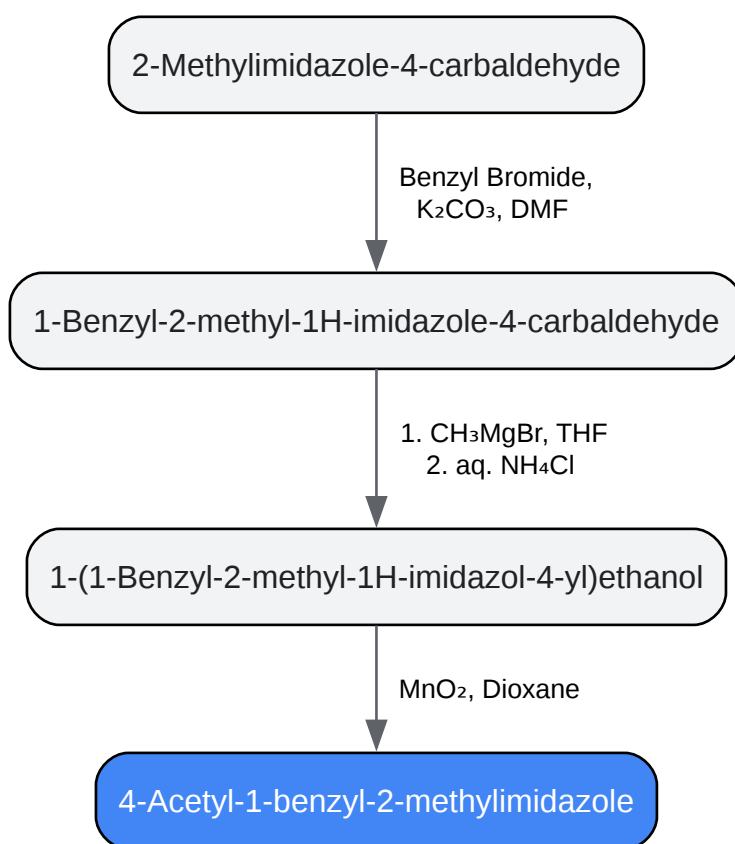 2-Methylimidazole-4-carbaldehyde
Benzyl Bromide,
K₂CO₃, DMF
1-Benzyl-2-methyl-1H-imidazole-4-carbaldehyde
1. CH₃MgBr, THF
2. aq. NH₄Cl
1-(1-Benzyl-2-methyl-1H-imidazol-4-yl)ethanol
MnO₂, Dioxane
4-Acetyl-1-benzyl-2-methylimidazole